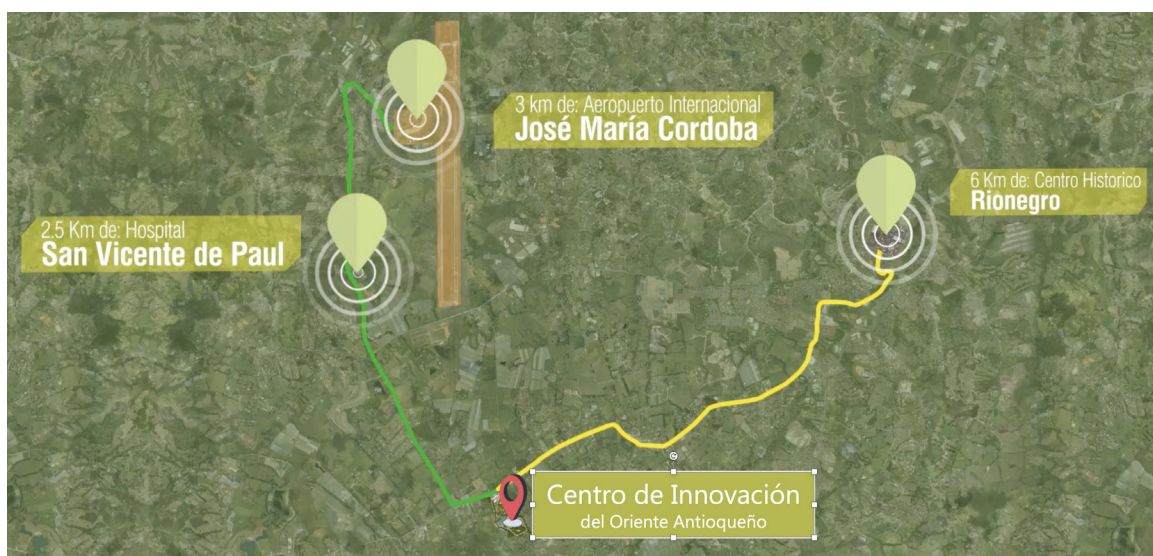 3 km de: Aeropuerto Internacional
José María Cordoba
6 Km de: Centro Historico
Rionegro
2.5 Km de: Hospital
San Vicente de Paul
Centro de Innovación
del Oriente Antioqueño